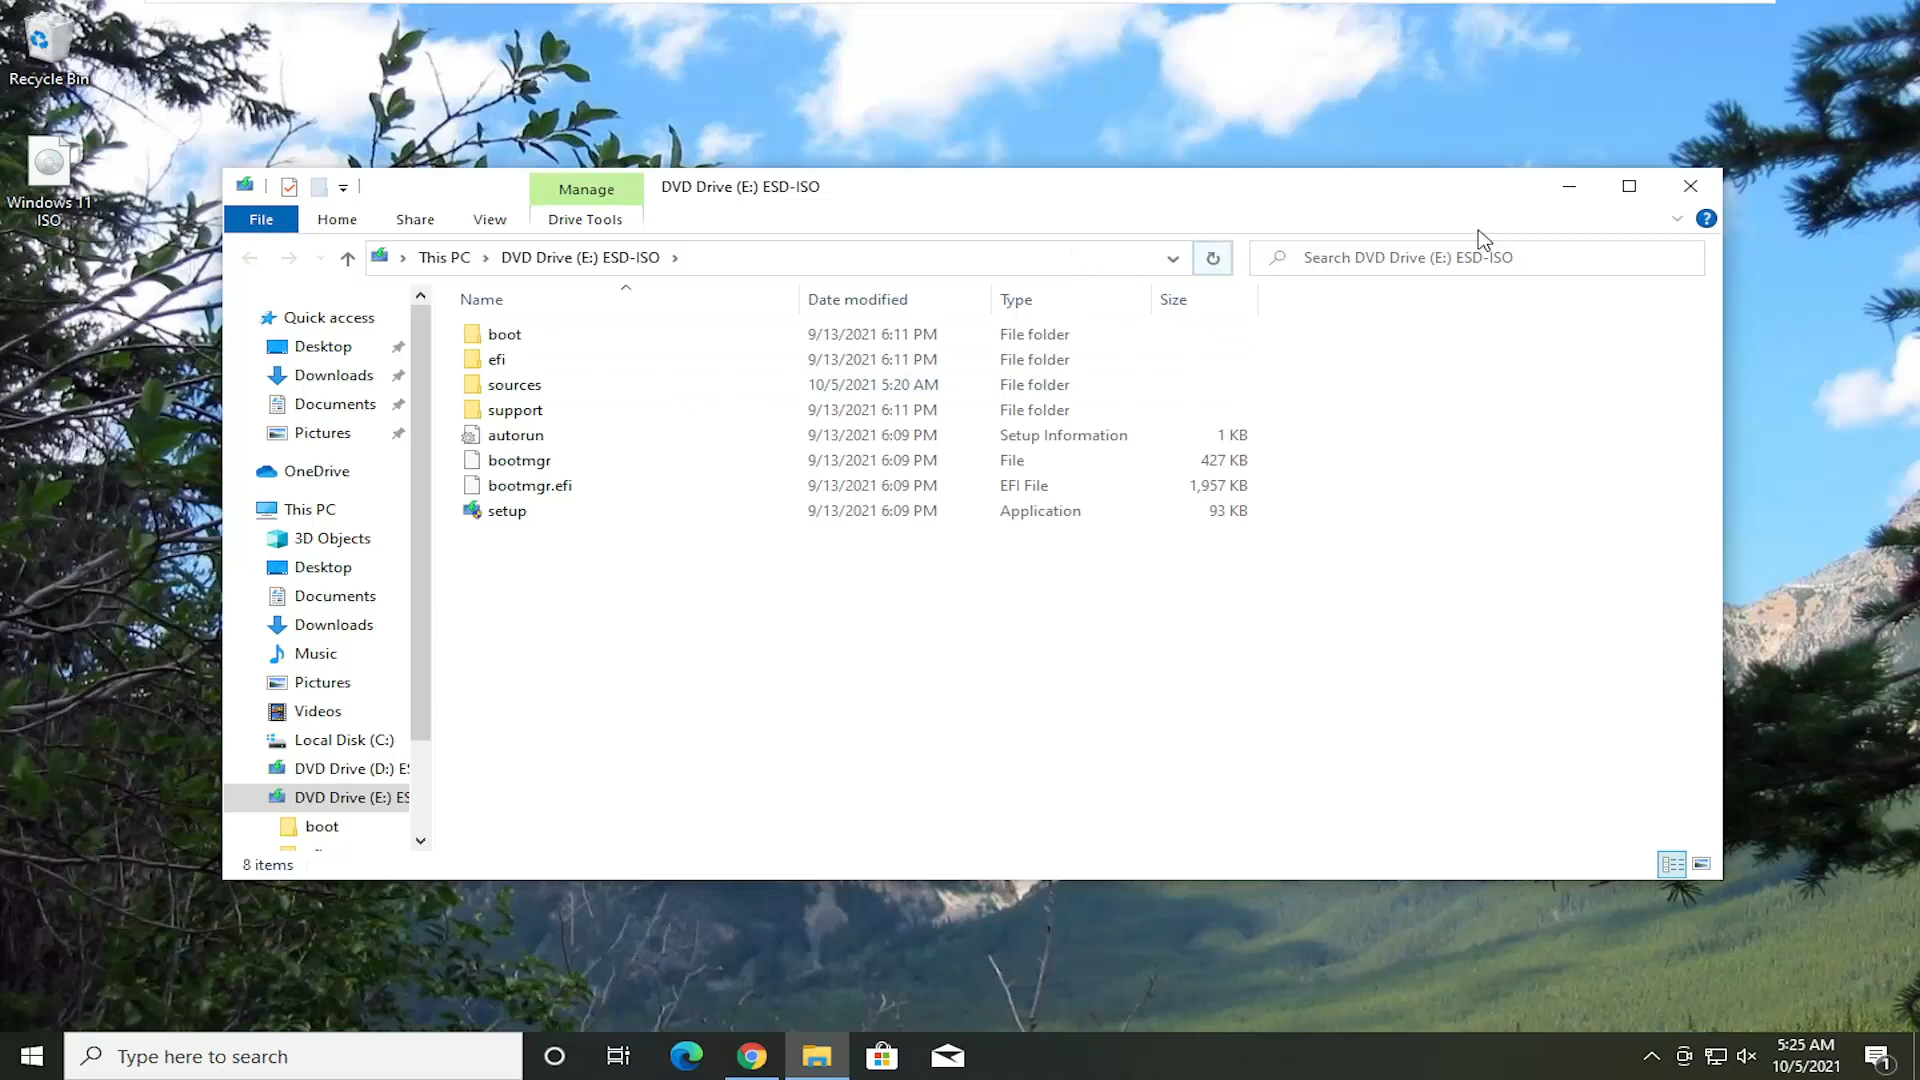 Recycle Bin
Windows 11
ISO
Manage
DVD Drive (E:) ESD-ISO
File
Home
Share
View
Drive Tools
This PC
DVD Drive (E:) ESD-ISO
Search DVD Drive (E:) ESD-ISO
Name
Date modified
Type
Size
boot 9/13/2021 6:11 PM File folder
efi 9/13/2021 6:11 PM File folder
sources 10/5/2021 5:20 AM File folder
support 9/13/2021 6:11 PM File folder
autorun 9/13/2021 6:09 PM Setup Information 1 KB
bootmgr 9/13/2021 6:09 PM File 427 KB
bootmgr.efi 9/13/2021 6:09 PM EFI File 1,957 KB
setup 9/13/2021 6:09 PM Application 93 KB
Quick access
Desktop
Downloads
Documents
Pictures
OneDrive
This PC
3D Objects
Desktop
Documents
Downloads
Music
Pictures
Videos
Local Disk (C:)
DVD Drive (D:) ES
DVD Drive (E:) ES
boot
8 items
Type here to search
5:25 AM
10/5/2021
1